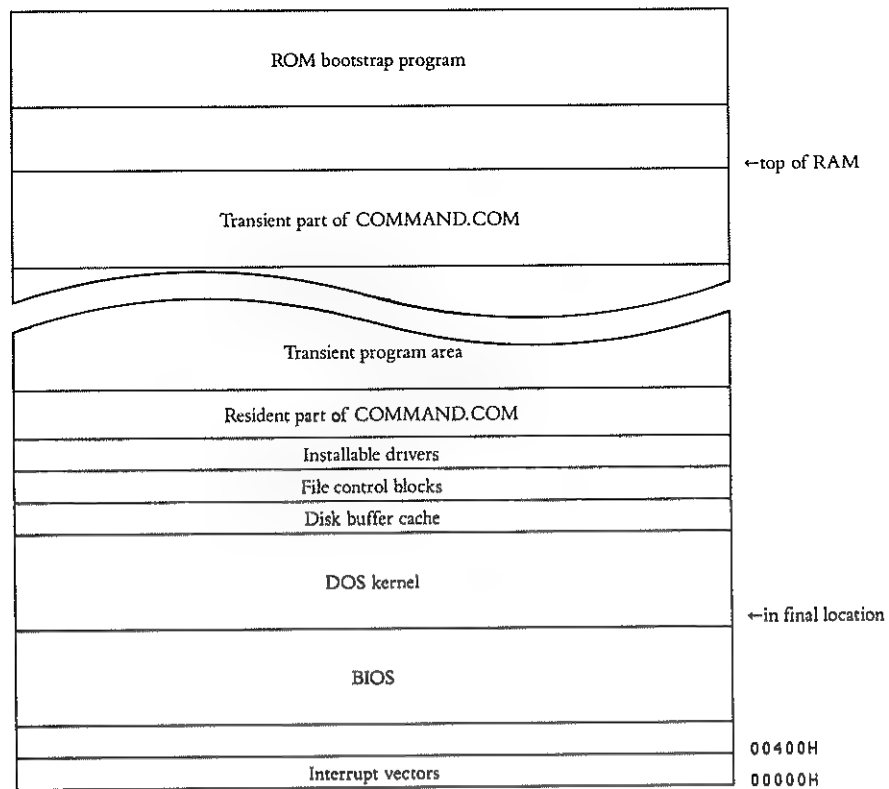 ROM bootstrap program
←top of RAM
Transient part of COMMAND.COM
Transient program area
Resident part of COMMAND.COM
Installable drivers
File control blocks
Disk buffer cache
DOS kernel
←in final location
BIOS
00400H
Interrupt vectors
00000H